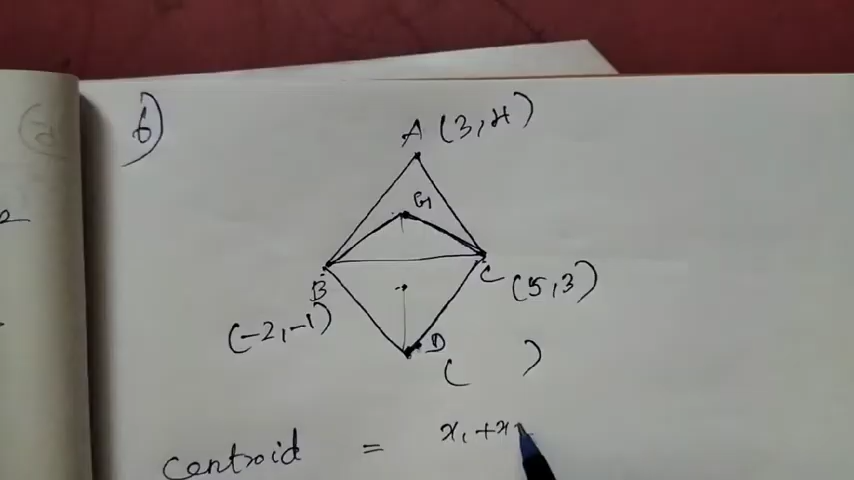 6)
A (3,4)
G
B
C (5,3)
(-2,-1)
D
(        )
centroid = x₁+x